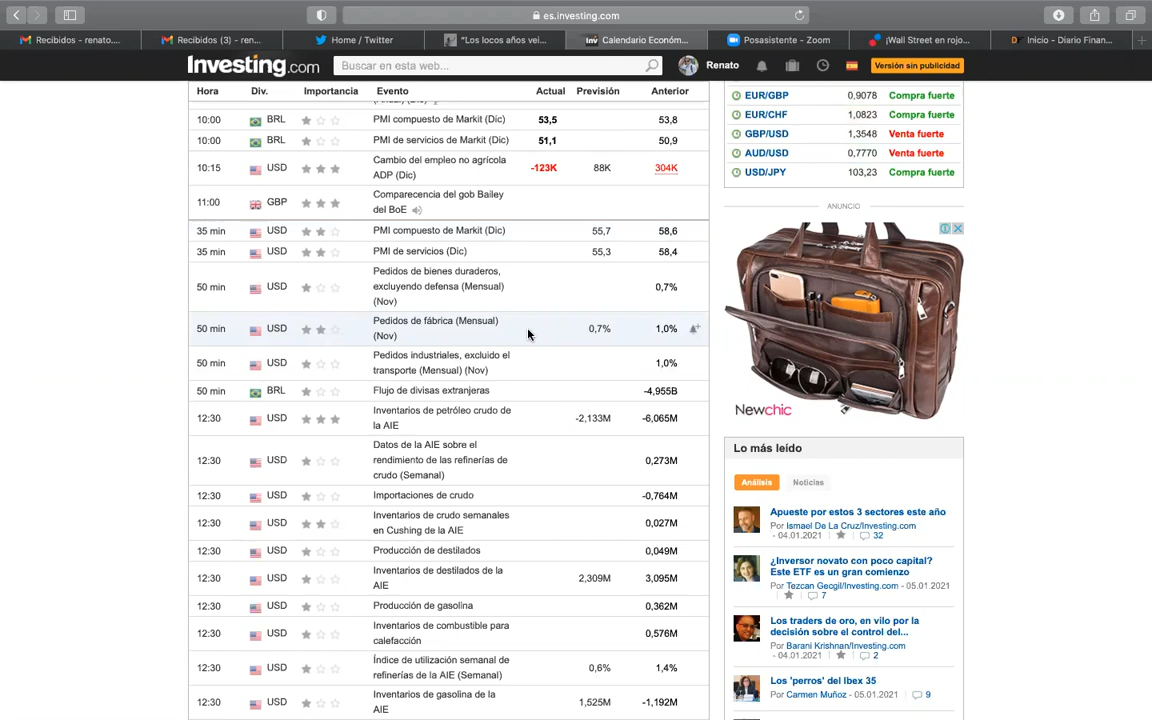 es.investing.com
Recibidos - renato....
Recibidos (3) - ren...
Home / Twitter
"Los locos años vei...
Calendario Económ...
Posasistente - Zoom
¡Wall Street en rojo...
Inicio - Diario Finan...
Investing.com
Buscar en esta web...
Renato
Versión sin publicidad
Hora Div. Importancia Evento Actual Previsión Anterior
10:00 BRL PMI compuesto de Markit (Dic) 53,5 53,8
10:00 BRL PMI de servicios de Markit (Dic) 51,1 50,9
10:15 USD Cambio del empleo no agrícola
ADP (Dic) -123K 88K 304K
11:00 GBP Comparecencia del gob Bailey
del BoE
35 min USD PMI compuesto de Markit (Dic) 55,7 58,6
35 min USD PMI de servicios (Dic) 55,3 58,4
50 min USD Pedidos de bienes duraderos,
excluyendo defensa (Mensual)
(Nov) 0,7%
50 min USD Pedidos de fábrica (Mensual)
(Nov) 0,7% 1,0%
50 min USD Pedidos industriales, excluido el
transporte (Mensual) (Nov) 1,0%
50 min BRL Flujo de divisas extranjeras -4,955B
12:30 USD Inventarios de petróleo crudo de
la AIE -2,133M -6,065M
12:30 USD Datos de la AIE sobre el
rendimiento de las refinerías de
crudo (Semanal) 0,273M
12:30 USD Importaciones de crudo -0,764M
12:30 USD Inventarios de crudo semanales
en Cushing de la AIE 0,027M
12:30 USD Producción de destilados 0,049M
12:30 USD Inventarios de destilados de la
AIE 2,309M 3,095M
12:30 USD Producción de gasolina 0,362M
12:30 USD Inventarios de combustible para
calefacción 0,576M
12:30 USD Índice de utilización semanal de
refinerías de la AIE (Semanal) 0,6% 1,4%
12:30 USD Inventarios de gasolina de la
AIE 1,525M -1,192M
EUR/GBP 0,9078 Compra fuerte
EUR/CHF 1,0823 Compra fuerte
GBP/USD 1,3548 Venta fuerte
AUD/USD 0,7770 Venta fuerte
USD/JPY 103,23 Compra fuerte
ANUNCIO
Newchic
Lo más leído
Análisis Noticias
Apueste por estos 3 sectores este año
Por Ismael De La Cruz/Investing.com
- 04.01.2021 32
¿Inversor novato con poco capital?
Este ETF es un gran comienzo
Por Tezcan Gecgil/Investing.com - 05.01.2021
7
Los traders de oro, en vilo por la
decisión sobre el control del...
Por Barani Krishnan/Investing.com
- 04.01.2021 2
Los 'perros' del Ibex 35
Por Carmen Muñoz - 05.01.2021 9